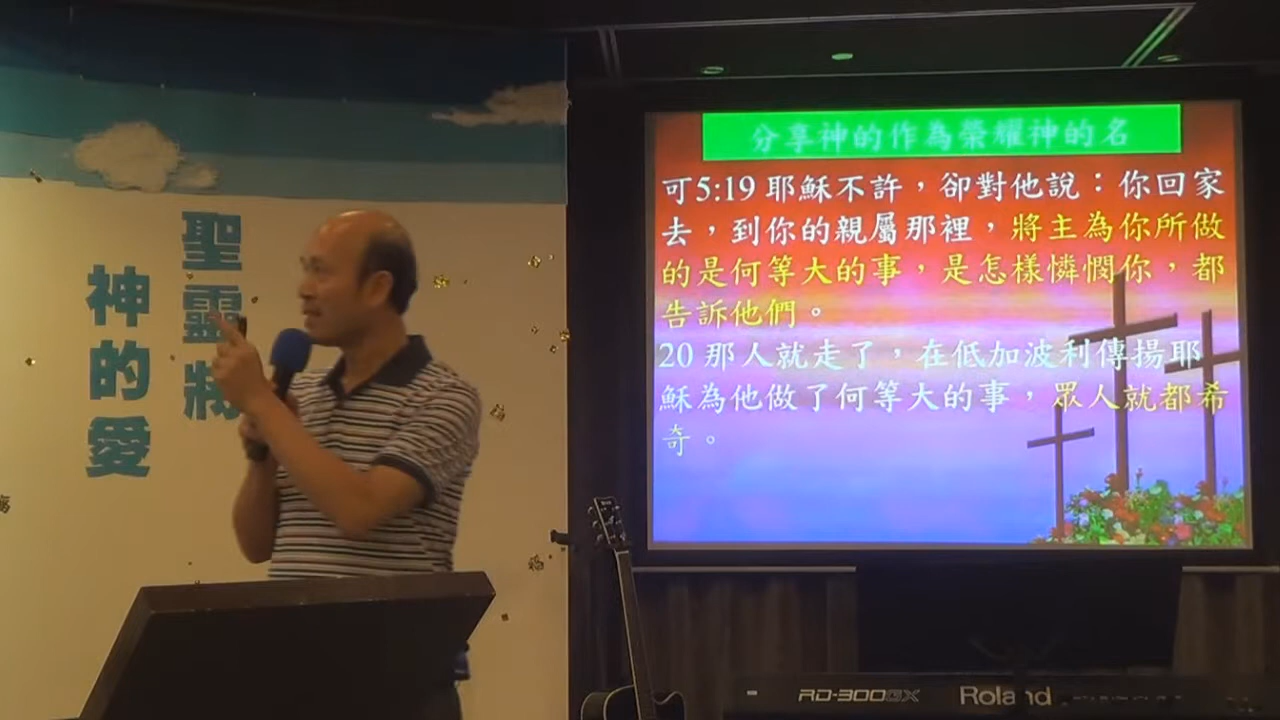 聖靈將
神的愛
分享神的作為榮耀神的名
可5:19 耶穌不許，卻對他說：你回家
去，到你的親屬那裡，將主為你所做
的是何等大的事，是怎樣憐憫你，都
告訴他們。
20 那人就走了，在低加波利傳揚耶
穌為他做了何等大的事，眾人就都希
奇。
RD-300GX Roland